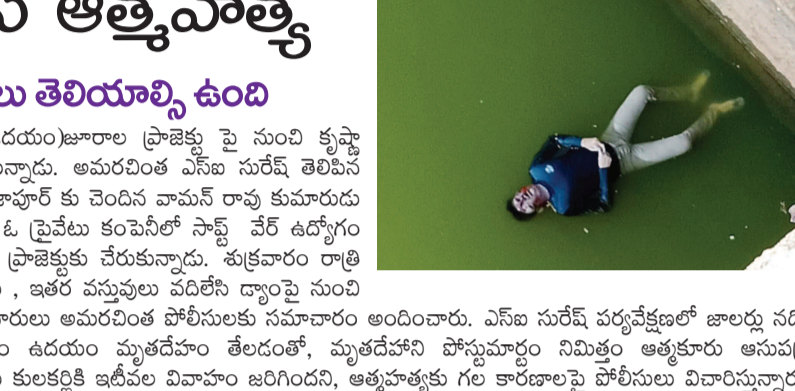 ఆత్మహత్య
తెలియాల్సి ఉంది
జూరాల ప్రాజెక్టు పై నుంచి కృష్ణా
అమరచింత ఎస్ఐ సురేష్ తెలిపిన
కు చెందిన వామన్ రావు కుమారుడు
ఓ ప్రైవేటు కంపెనీలో సాప్ట్ వేర్ ఉద్యోగం
ప్రాజెక్టుకు చేరుకున్నాడు. శుక్రవారం రాత్రి
, ఇతర వస్తువులు వదిలేసి డ్యాంపై నుంచి
అమరచింత పోలీసులకు సమాచారం అందించారు. ఎస్ఐ సురేష్ పర్యవేక్షణలో జాలర్లు
ఉదయం మృతదేహం తేలడంతో, మృతదేహాని పోస్టుమార్టం నిమిత్తం ఆత్మకూరు
కులకర్ణికి ఇటీవల వివాహం జరిగిందని, ఆత్మహత్యకు గల కారణాలపై పోలీసులు విచారిస్తున్నారు